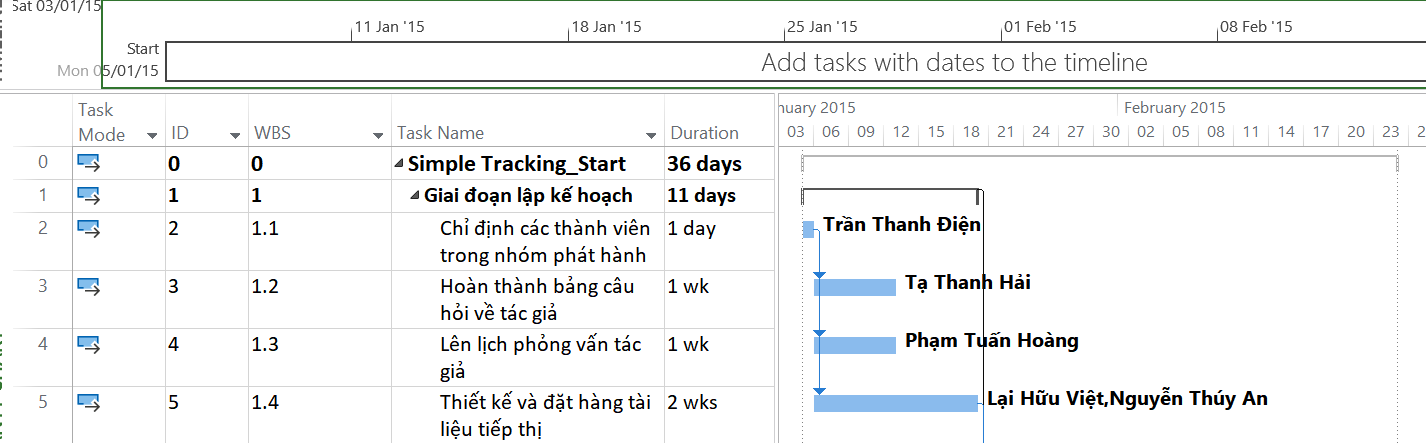 Sat 03/01/15
11 Jan '15 18 Jan '15 25 Jan '15 01 Feb '15 08 Feb '15
Start
Mon 05/01/15
Add tasks with dates to the timeline
Task Mode ID WBS Task Name Duration
nuary 2015 February 2015
03 06 09 12 15 18 21 24 27 30 02 05 08 11 14 17 20 23 2
0 0 0 Simple Tracking_Start 36 days
1 1 1 Giai đoạn lập kế hoạch 11 days
2 2 1.1 Chỉ định các thành viên 1 day Trần Thanh Điện
trong nhóm phát hành
3 3 1.2 Hoàn thành bảng câu 1 wk Tạ Thanh Hải
hỏi về tác giả
4 4 1.3 Lên lịch phỏng vấn tác 1 wk Phạm Tuấn Hoàng
giả
5 5 1.4 Thiết kế và đặt hàng tài 2 wks Lại Hữu Việt,Nguyễn Thúy An
liệu tiếp thị